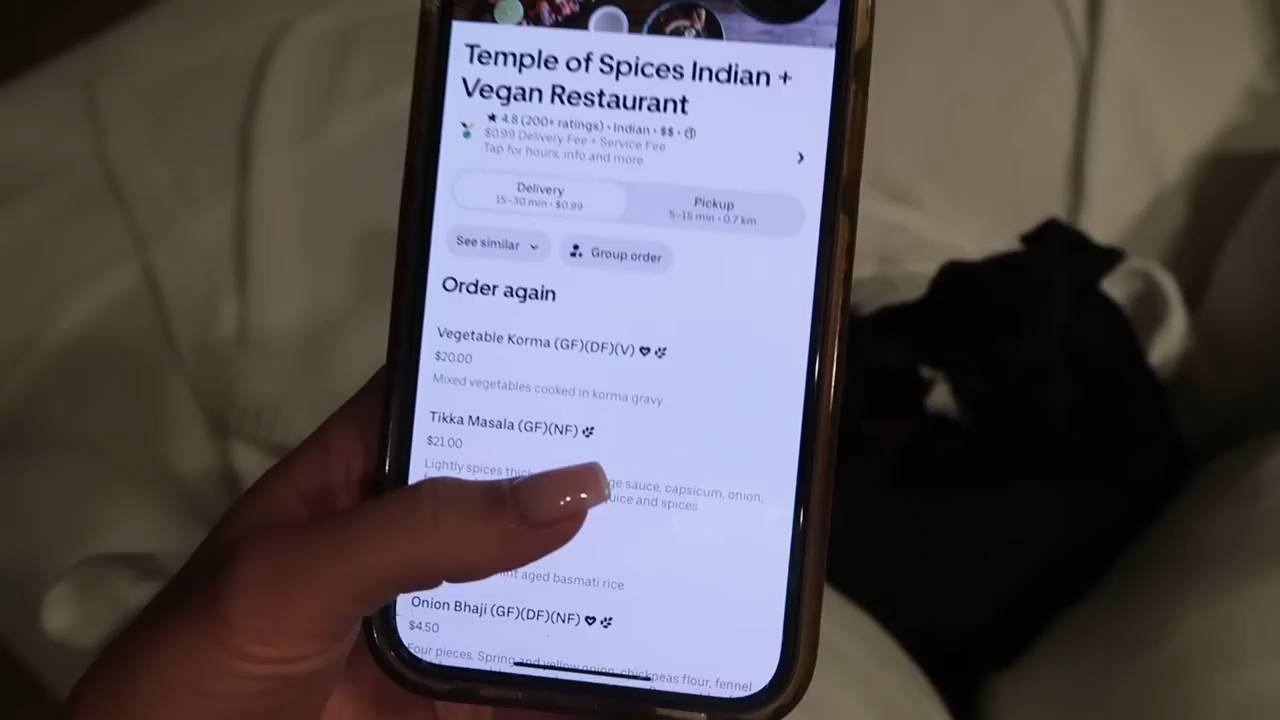 Temple of Spices Indian +
Vegan Restaurant
★ 4.8 (200+ ratings) • Indian • $$ •
$0.99 Delivery Fee • Service Fee
Tap for hours, info and more
Delivery
15–30 min • $0.99
Pickup
5–15 min • 0.7 km
See similar
Group order
Order again
Vegetable Korma (GF)(DF)(V)
$20.00
Mixed vegetables cooked in korma gravy
Tikka Masala (GF)(NF)
$21.00
Lightly spices sauce, capsicum, onion,
and spices
aged basmati rice
Onion Bhaji (GF)(DF)(NF)
$4.50
Four pieces. Spring and yellow onion, chickpeas flour, fennel